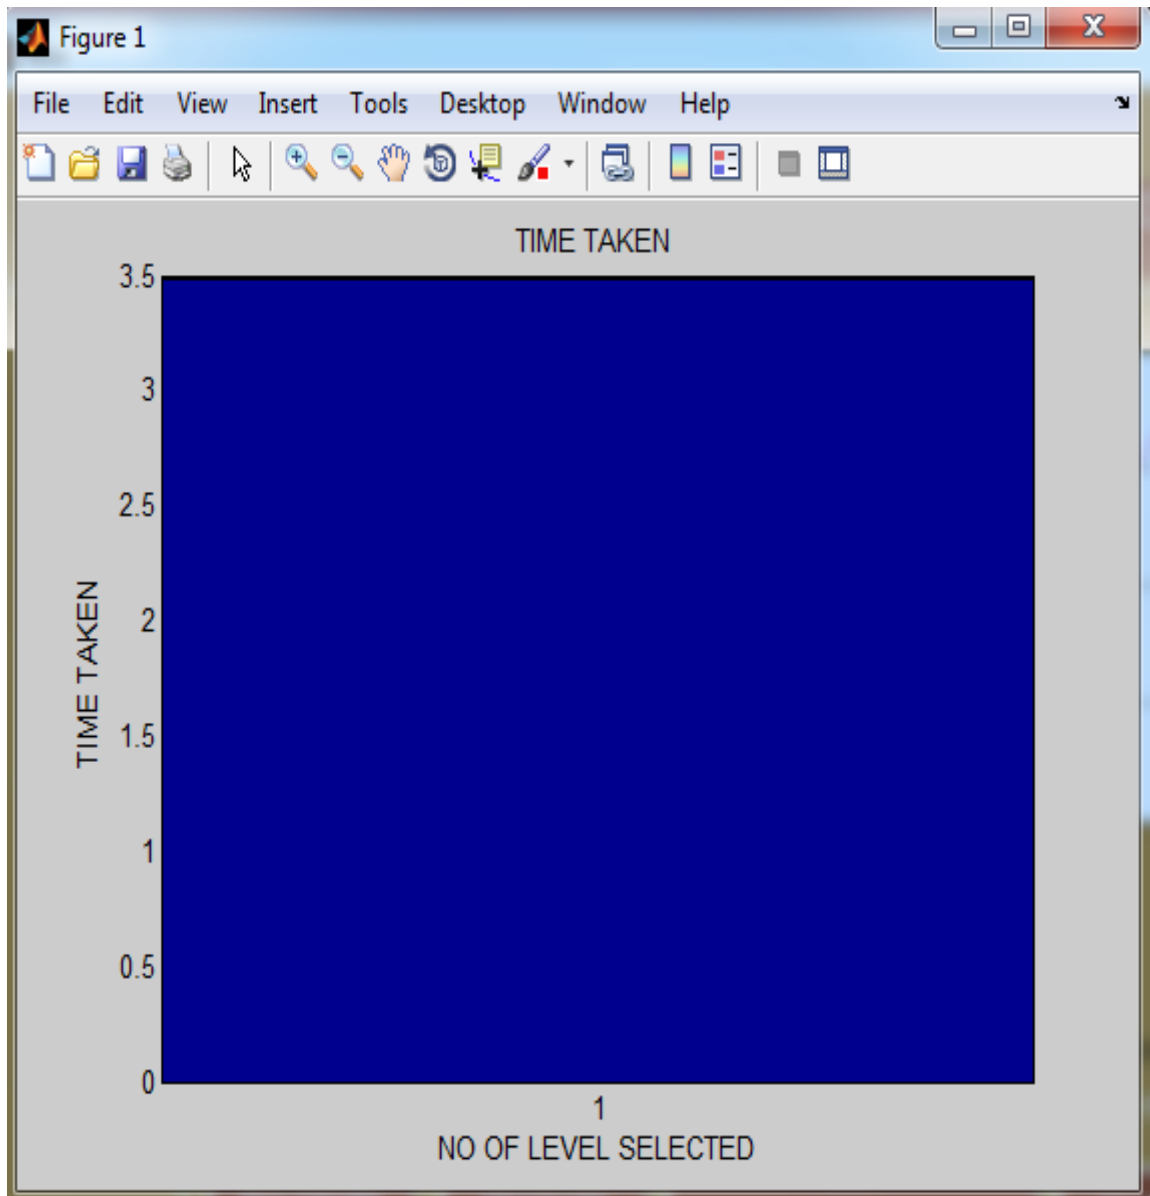 Figure 1
File Edit View Insert Tools Desktop Window Help
TIME TAKEN
3.5
3
2.5
2
1.5
1
0.5
0
TIME TAKEN
1
NO OF LEVEL SELECTED